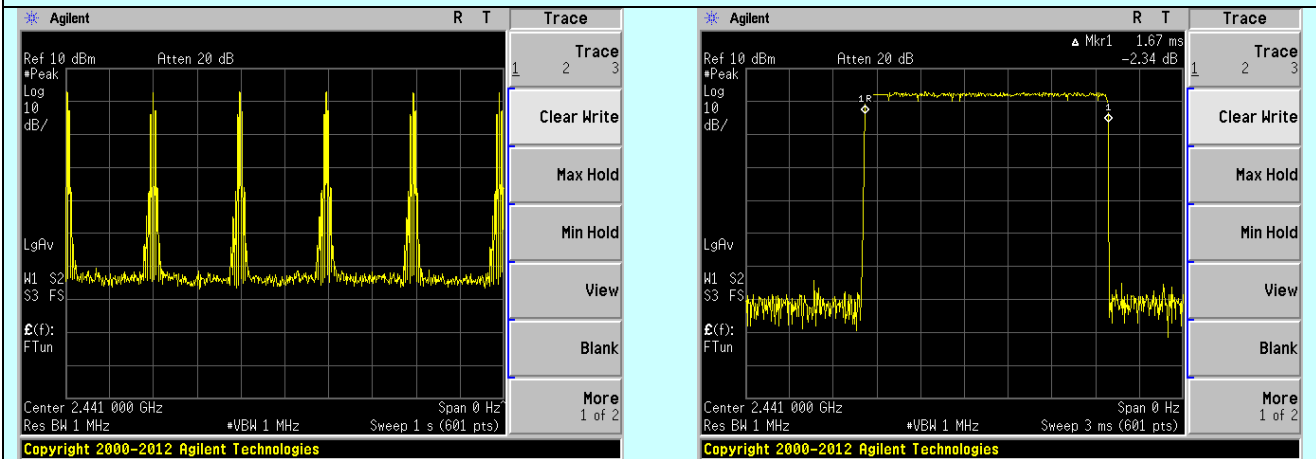 Agilent R T Trace
Ref 10 dBm Atten 20 dB
#Peak
Log
10
dB/
LgAv
W1 S2
S3 FS
£(f):
FTun
Center 2.441 000 GHz Span 0 Hz^
Res BW 1 MHz #VBW 1 MHz Sweep 1 s (601 pts)
Copyright 2000-2012 Agilent Technologies
Trace
1 2 3
Clear Write
Max Hold
Min Hold
View
Blank
More
1 of 2
Agilent R T Trace
Δ Mkr1 1.67 ms
Ref 10 dBm Atten 20 dB -2.34 dB
#Peak
Log
10
dB/
1R
1
LgAv
W1 S2
S3 FS
£(f):
FTun
Center 2.441 000 GHz Span 0 Hz
Res BW 1 MHz #VBW 1 MHz Sweep 3 ms (601 pts)
Copyright 2000-2012 Agilent Technologies
Trace
1 2 3
Clear Write
Max Hold
Min Hold
View
Blank
More
1 of 2